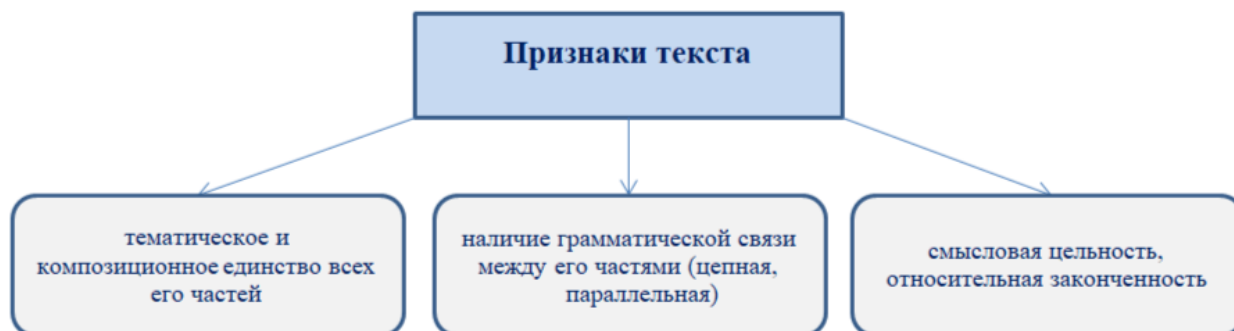 Признаки текста
тематическое и
композиционное единство всех
его частей
наличие грамматической связи
между его частями (цепная,
параллельная)
смысловая цельность,
относительная законченность